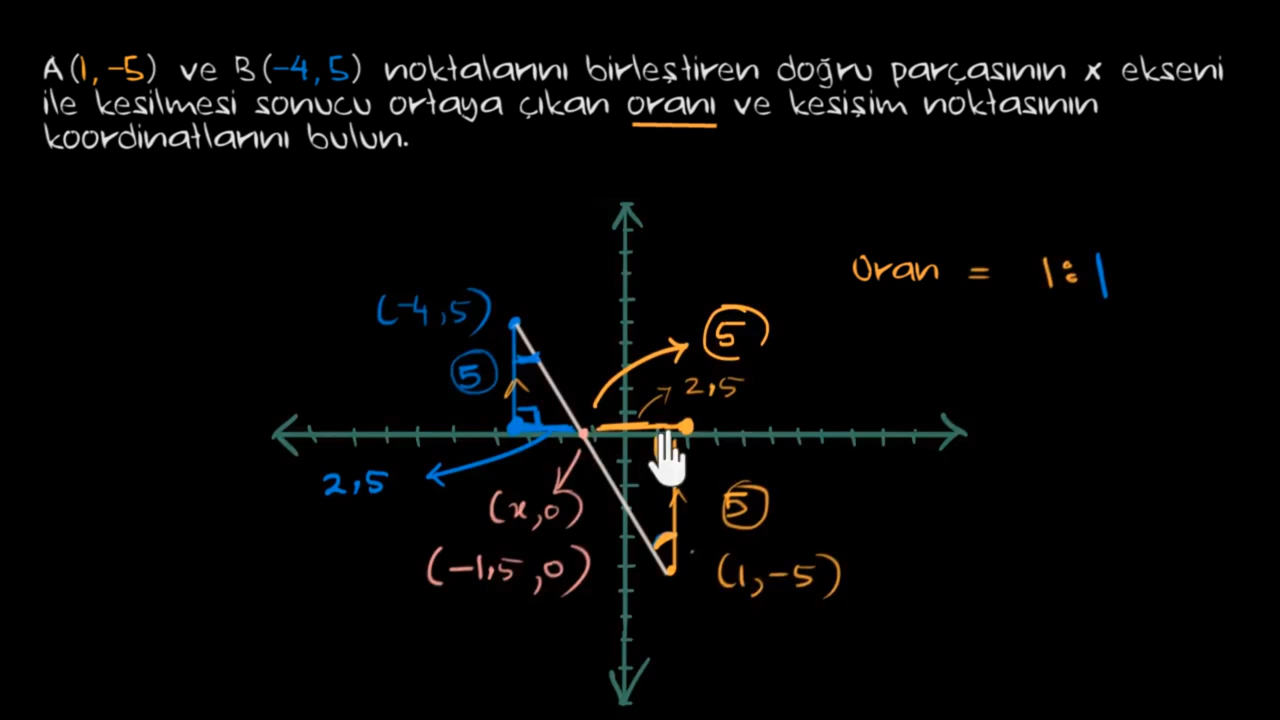 A(1, -5) ve B(-4, 5) noktalarını birleştiren doğru parçasının x ekseni
ile kesilmesi sonucu ortaya çıkan oranı ve kesişim noktasının
koordinatlarını bulun.
Oran = 1:1
(-4,5)
5
5
2,5
2,5
(x,0)
5
(-1,5,0)
(1,-5)